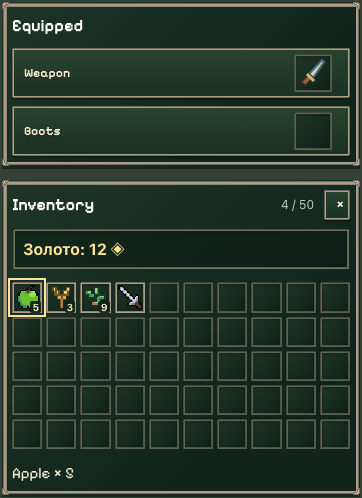 Equipped
Weapon
Boots
Inventory
4 / 50
×
Золото: 12
5
3
9
Apple × 5